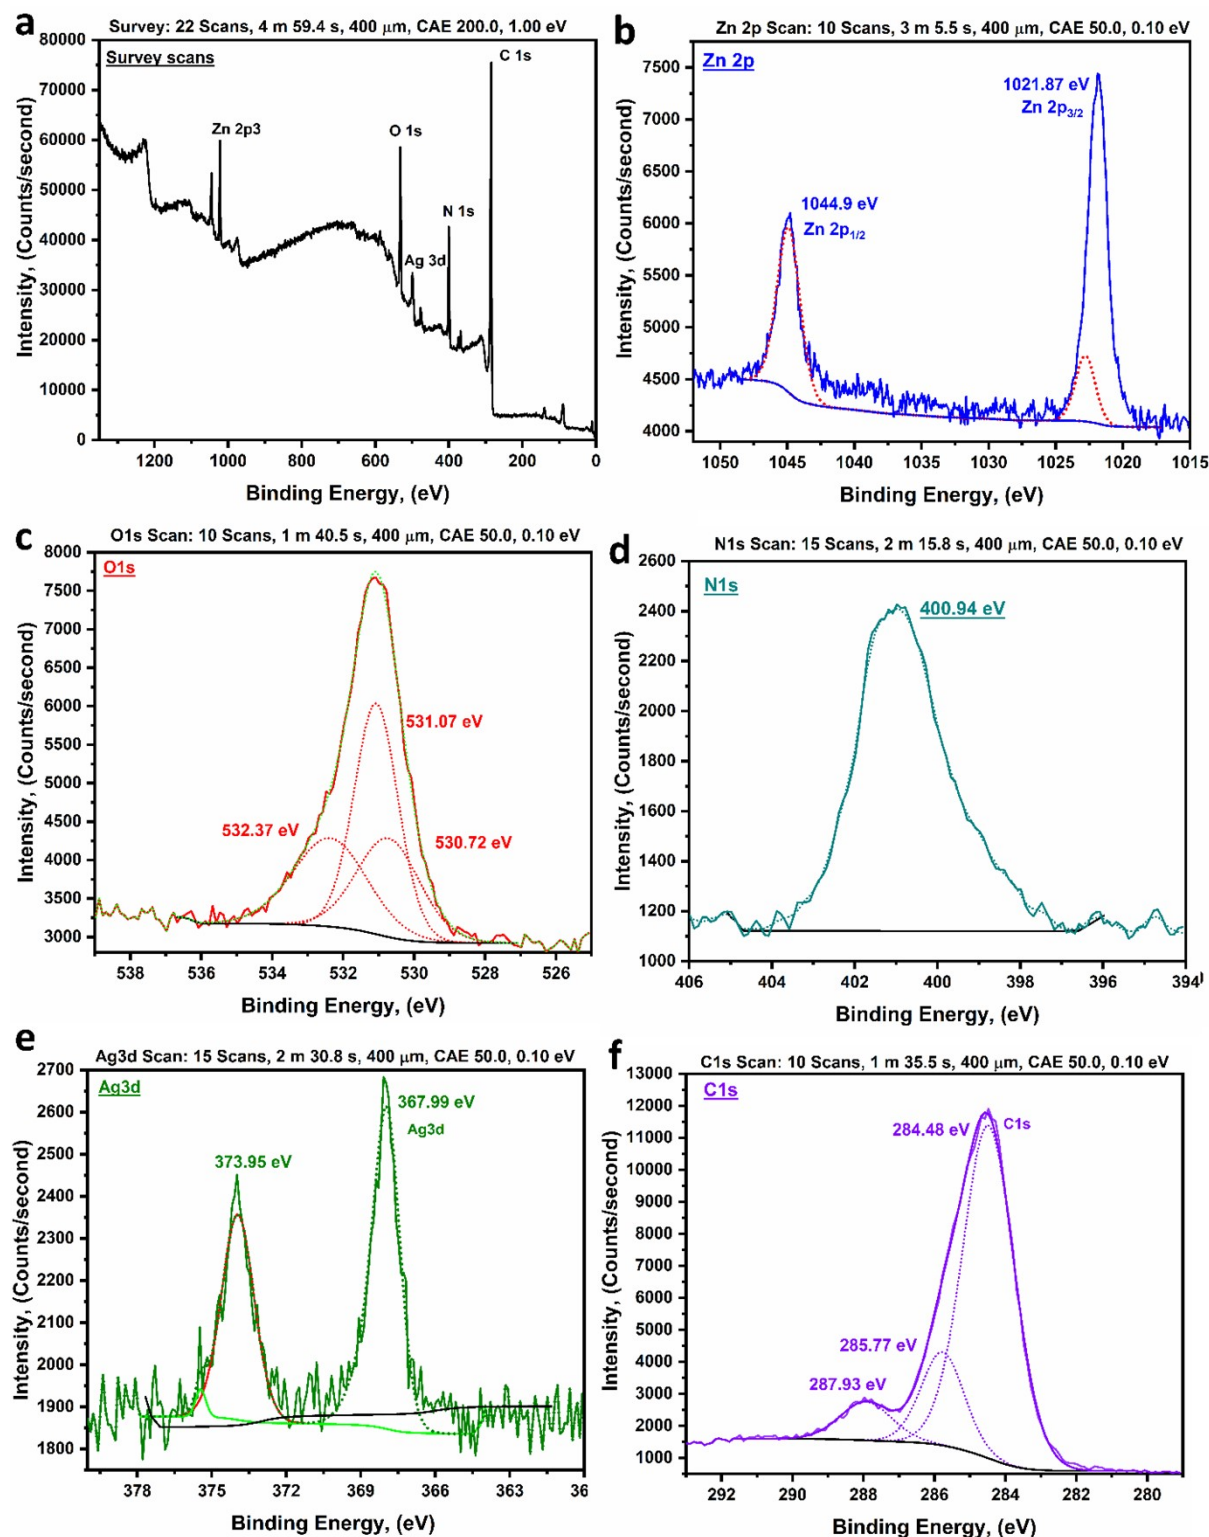 a
Survey: 22 Scans, 4 m 59.4 s, 400 μm, CAE 200.0, 1.00 eV
Survey scans
C 1s
Zn 2p3
O 1s
N 1s
Ag 3d
80000
70000
60000
50000
40000
30000
20000
10000
0
Intensity, (Counts/second)
1200 1000 800 600 400 200 0
Binding Energy, (eV)
b
Zn 2p Scan: 10 Scans, 3 m 5.5 s, 400 μm, CAE 50.0, 0.10 eV
Zn 2p
1021.87 eV
Zn 2p3/2
1044.9 eV
Zn 2p1/2
7500
7000
6500
6000
5500
5000
4500
4000
Intensity, (Counts/second)
1050 1045 1040 1035 1030 1025 1020 1015
Binding Energy, (eV)
c
O1s Scan: 10 Scans, 1 m 40.5 s, 400 μm, CAE 50.0, 0.10 eV
O1s
531.07 eV
532.37 eV
530.72 eV
8000
7500
7000
6500
6000
5500
5000
4500
4000
3500
3000
Intensity, (Counts/second)
538 536 534 532 530 528 526
Binding Energy, (eV)
d
N1s Scan: 15 Scans, 2 m 15.8 s, 400 μm, CAE 50.0, 0.10 eV
N1s
400.94 eV
2600
2400
2200
2000
1800
1600
1400
1200
1000
Intensity, (Counts/second)
406 404 402 400 398 396 394
Binding Energy, (eV)
e
Ag3d Scan: 15 Scans, 2 m 30.8 s, 400 μm, CAE 50.0, 0.10 eV
Ag3d
367.99 eV
Ag3d
373.95 eV
2700
2600
2500
2400
2300
2200
2100
2000
1900
1800
Intensity, (Counts/second)
378 375 372 369 366 363 36
Binding Energy, (eV)
f
C1s Scan: 10 Scans, 1 m 35.5 s, 400 μm, CAE 50.0, 0.10 eV
C1s
284.48 eV
C1s
285.77 eV
287.93 eV
13000
12000
11000
10000
9000
8000
7000
6000
5000
4000
3000
2000
1000
Intensity, (Counts/second)
292 290 288 286 284 282 280
Binding Energy, (eV)